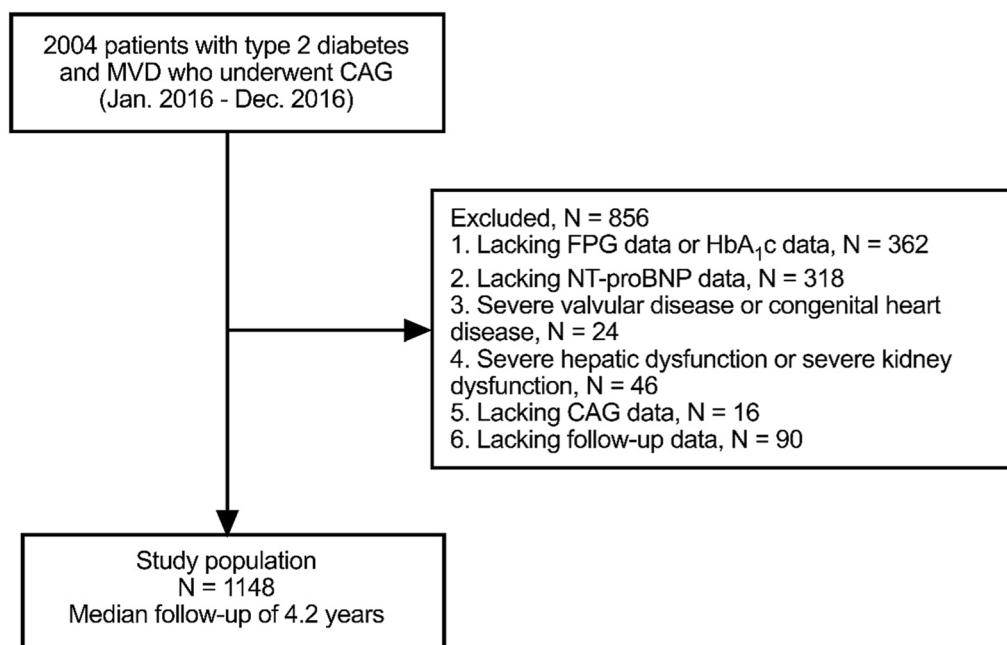 2004 patients with type 2 diabetes
and MVD who underwent CAG
(Jan. 2016 - Dec. 2016)
Excluded, N = 856
1. Lacking FPG data or HbA₁c data, N = 362
2. Lacking NT-proBNP data, N = 318
3. Severe valvular disease or congenital heart
disease, N = 24
4. Severe hepatic dysfunction or severe kidney
dysfunction, N = 46
5. Lacking CAG data, N = 16
6. Lacking follow-up data, N = 90
Study population
N = 1148
Median follow-up of 4.2 years